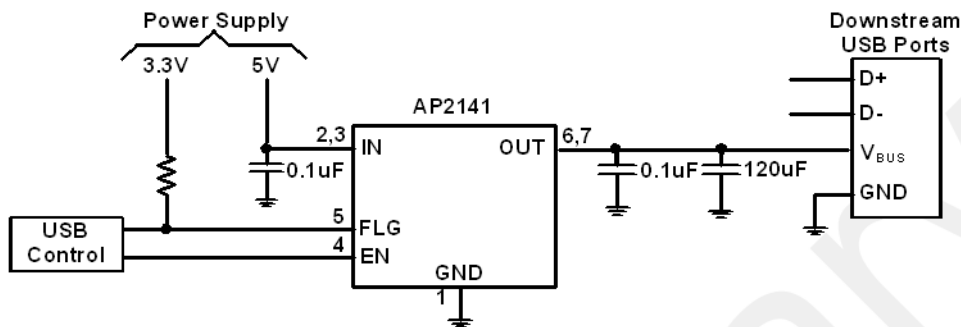 Power Supply
3.3V
5V
Downstream
USB Ports
D+
D-
VBUS
GND
AP2141
2,3
IN
OUT
6,7
0.1uF
0.1uF
120uF
5
FLG
4
EN
GND
1
USB
Control